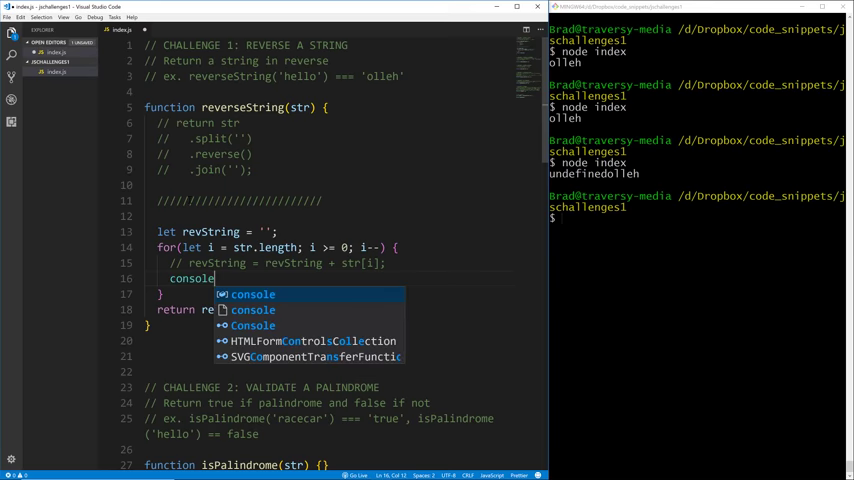 index.js - Visual Studio Code
File Edit Selection View Go Debug Tasks Help
EXPLORER
OPEN EDITORS 1 UNSAVED
index.js
JSCHALLENGES1
index.js
index.js
1 // CHALLENGE 1: REVERSE A STRING
2 // Return a string in reverse
3 // ex. reverseString('hello') === 'olleh'
4
5 function reverseString(str) {
6 // return str
7 // .split('')
8 // .reverse()
9 // .join('');
10
11 //////////////////////////
12
13 let revString = '';
14 for(let i = str.length; i >= 0; i--) {
15 // revString = revString + str[i];
16 console
17 }
18 return re
19 }
20
21
22
23 // CHALLENGE 2: VALIDATE A PALINDROME
24 // Return true if palindrome and false if not
25 // ex. isPalindrome('racecar') === 'true', isPalindrome
('hello') == false
26
27 function isPalindrome(str) {}
console
console
Console
HTMLFormControlsCollection
SVGComponentTransferFunctic
0 0
Go Live Ln 16, Col 12 Spaces: 2 UTF-8 CRLF JavaScript Prettier
MINGW64:/d/Dropbox/code_snippets/jschallenges1
Brad@traversy-media /d/Dropbox/code_snippets/j
schallenges1
$ node index
olleh
Brad@traversy-media /d/Dropbox/code_snippets/j
schallenges1
$ node index
olleh
Brad@traversy-media /d/Dropbox/code_snippets/j
schallenges1
$ node index
undefinedolleh
Brad@traversy-media /d/Dropbox/code_snippets/j
schallenges1
$